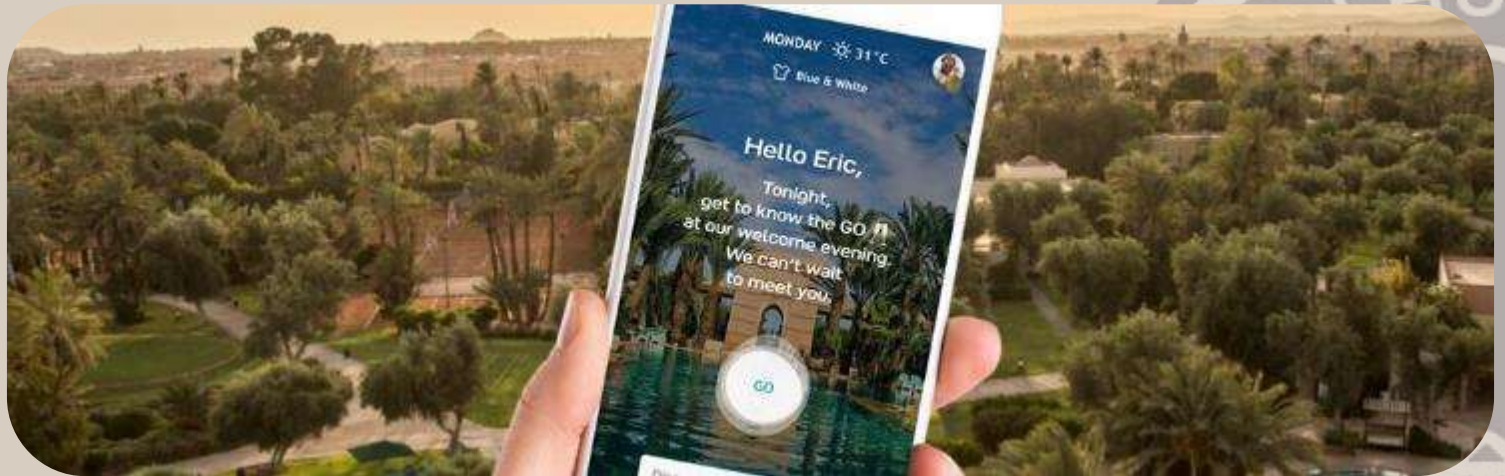 MONDAY 31°C
Blue & White
Hello Eric,
Tonight,
get to know the GO
at our welcome evening.
We can't wait
to meet you.
GO